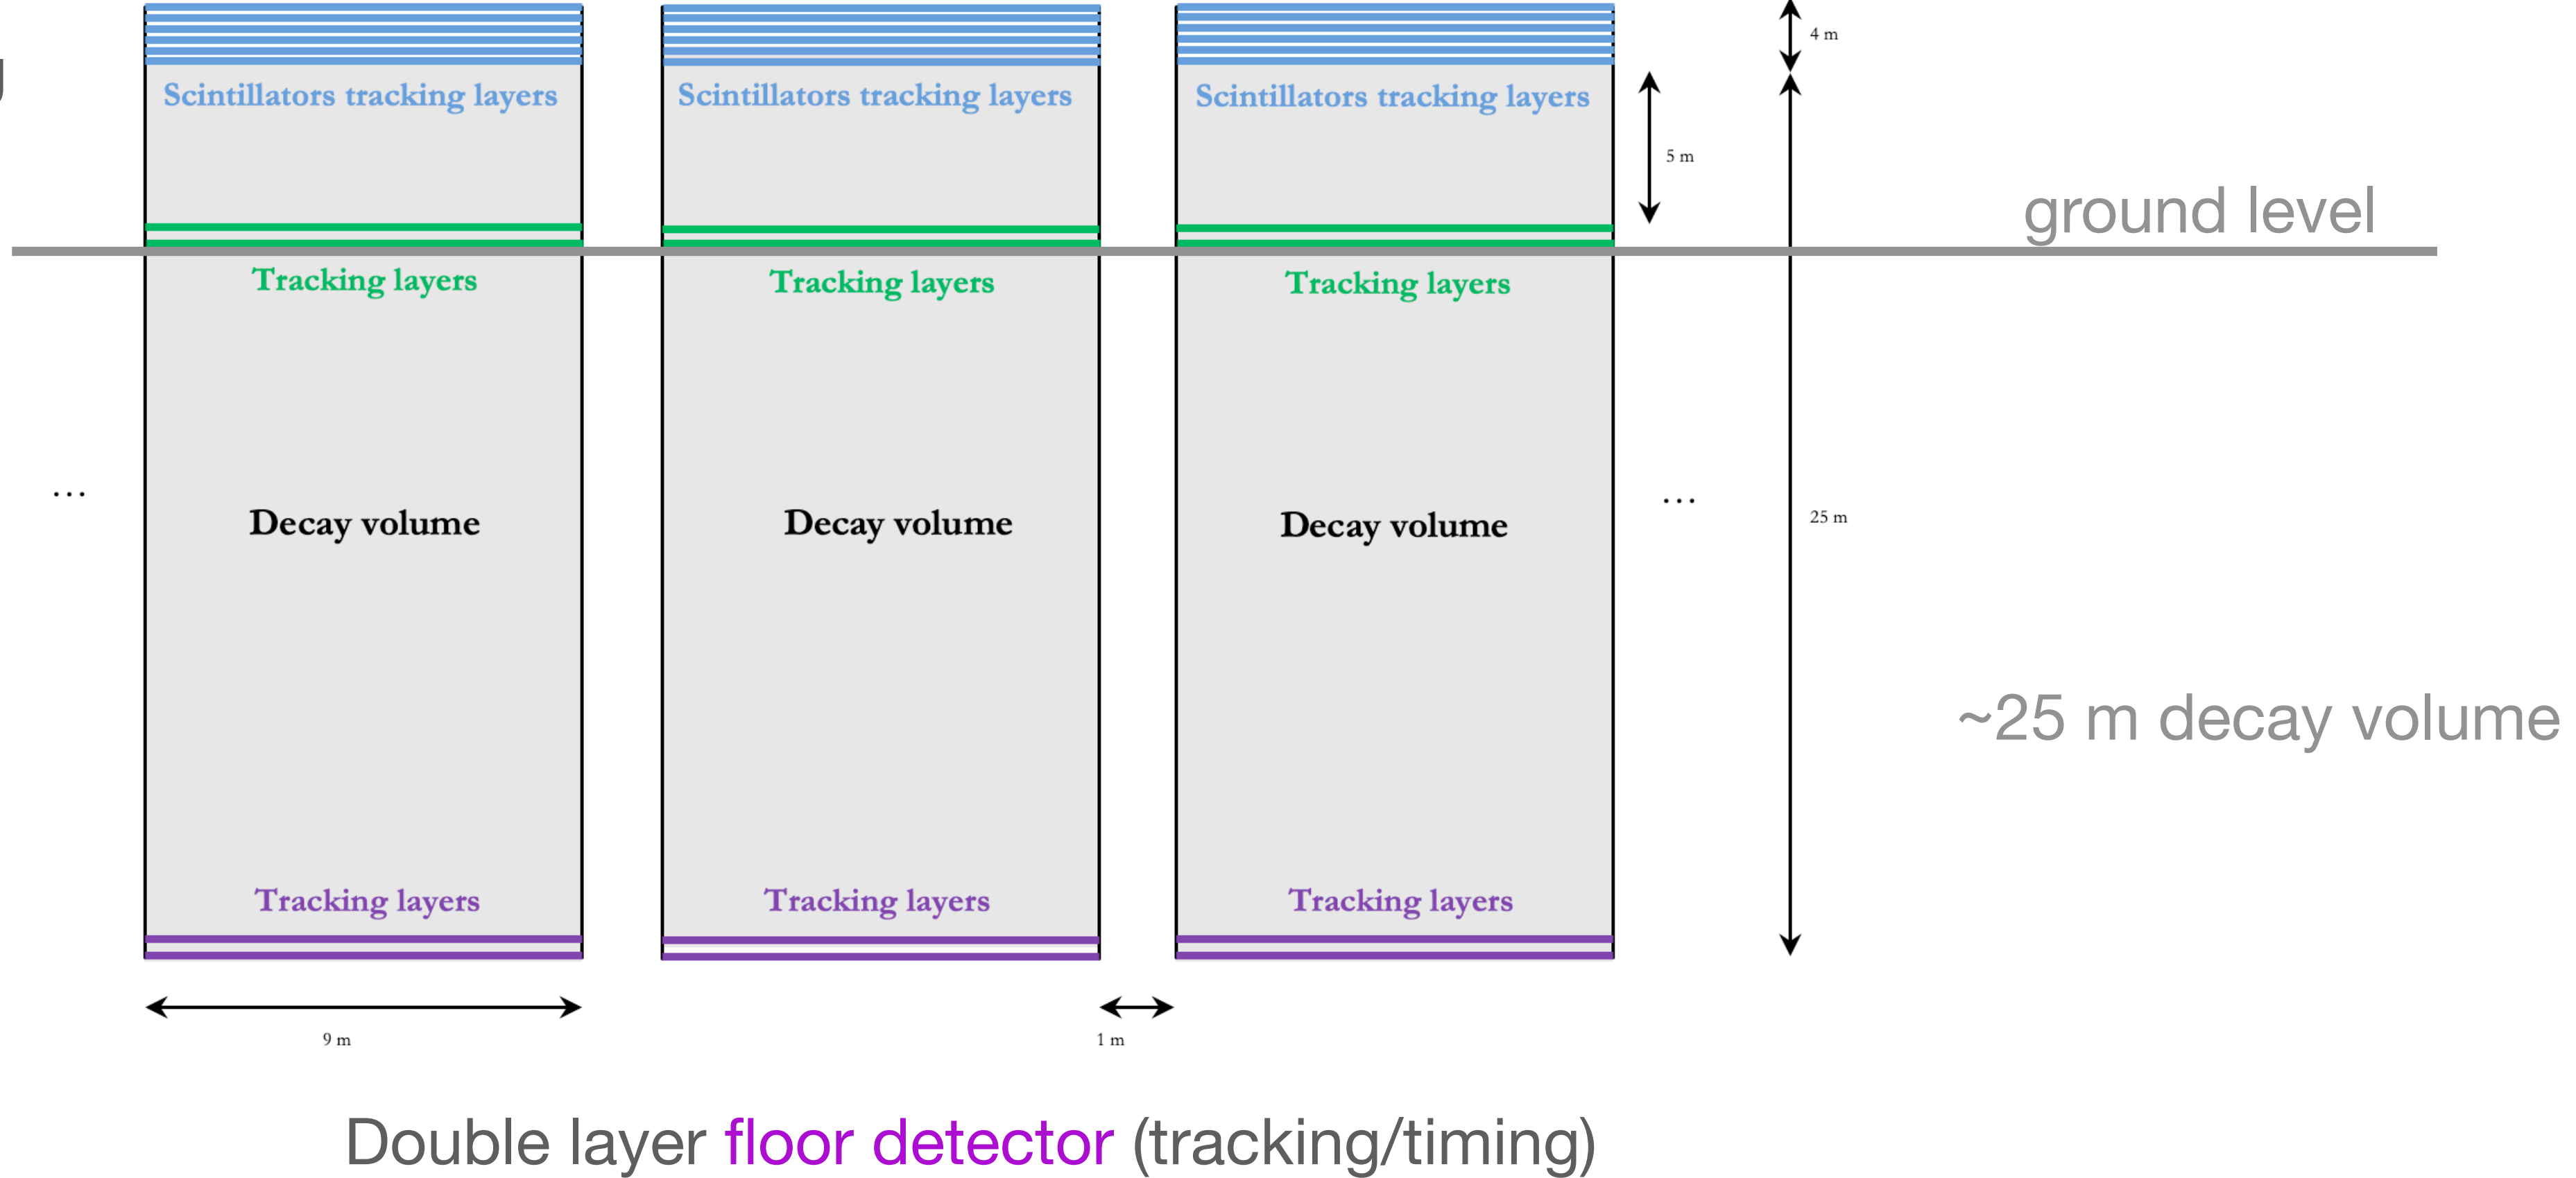 4 m
Scintillators tracking layers
Scintillators tracking layers
Scintillators tracking layers
5 m
ground level
Tracking layers
Tracking layers
Tracking layers
...
Decay volume
Decay volume
Decay volume
...
25 m
~25 m decay volume
Tracking layers
Tracking layers
Tracking layers
9 m
1 m
Double layer floor detector (tracking/timing)